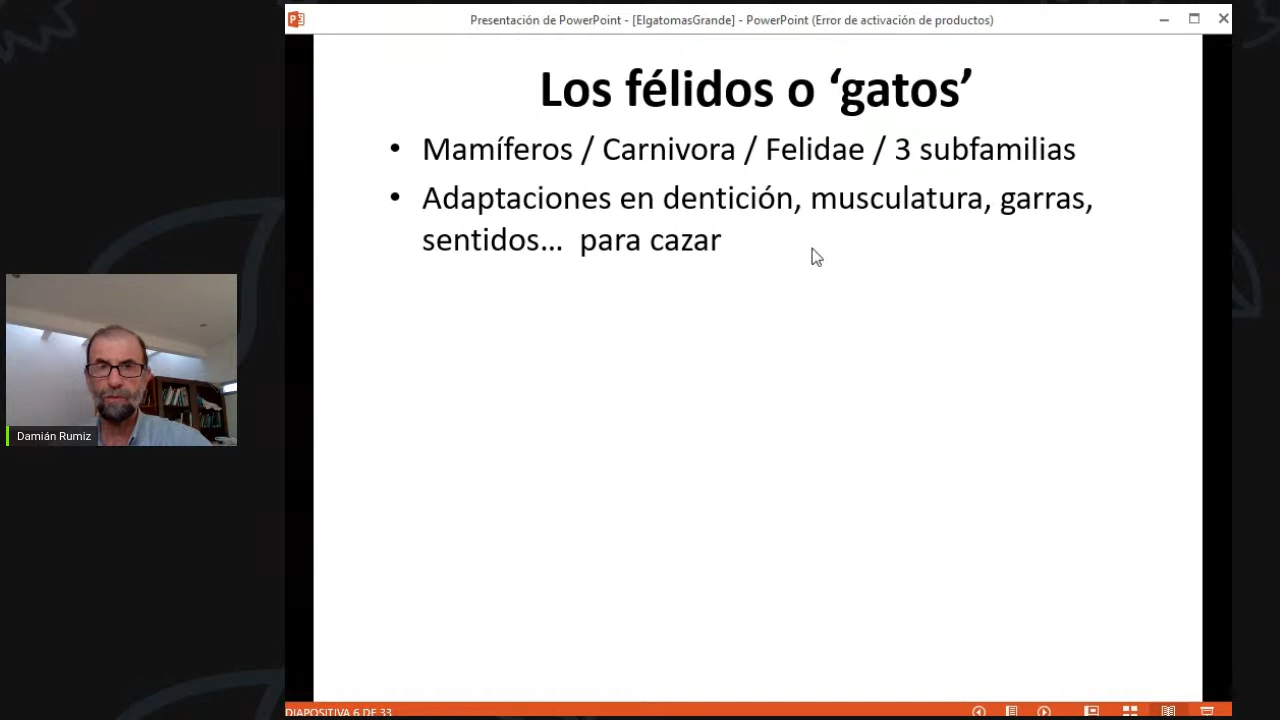 Presentación de PowerPoint - [ElgatomasGrande] - PowerPoint (Error de activación de productos)
Los félidos o ‘gatos’
• Mamíferos / Carnivora / Felidae / 3 subfamilias
• Adaptaciones en dentición, musculatura, garras,
sentidos… para cazar
Damián Rumiz
DIAPOSITIVA 6 DE 33